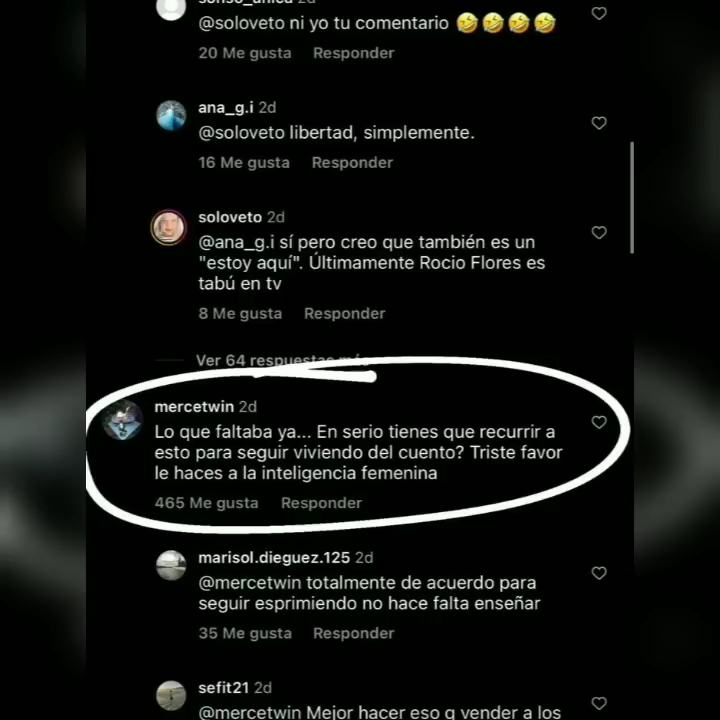 @soloveto ni yo tu comentario 🤣🤣🤣🤣
20 Me gusta Responder
ana_g.i 2d
@soloveto libertad, simplemente.
16 Me gusta Responder
soloveto 2d
@ana_g.i sí pero creo que también es un
"estoy aquí". Últimamente Rocio Flores es
tabú en tv
8 Me gusta Responder
Ver 64 respuestas más
mercetwin 2d
Lo que faltaba ya... En serio tienes que recurrir a
esto para seguir viviendo del cuento? Triste favor
le haces a la inteligencia femenina
465 Me gusta Responder
marisol.dieguez.125 2d
@mercetwin totalmente de acuerdo para
seguir esprimiendo no hace falta enseñar
35 Me gusta Responder
sefit21 2d
@mercetwin Mejor hacer eso q vender a los